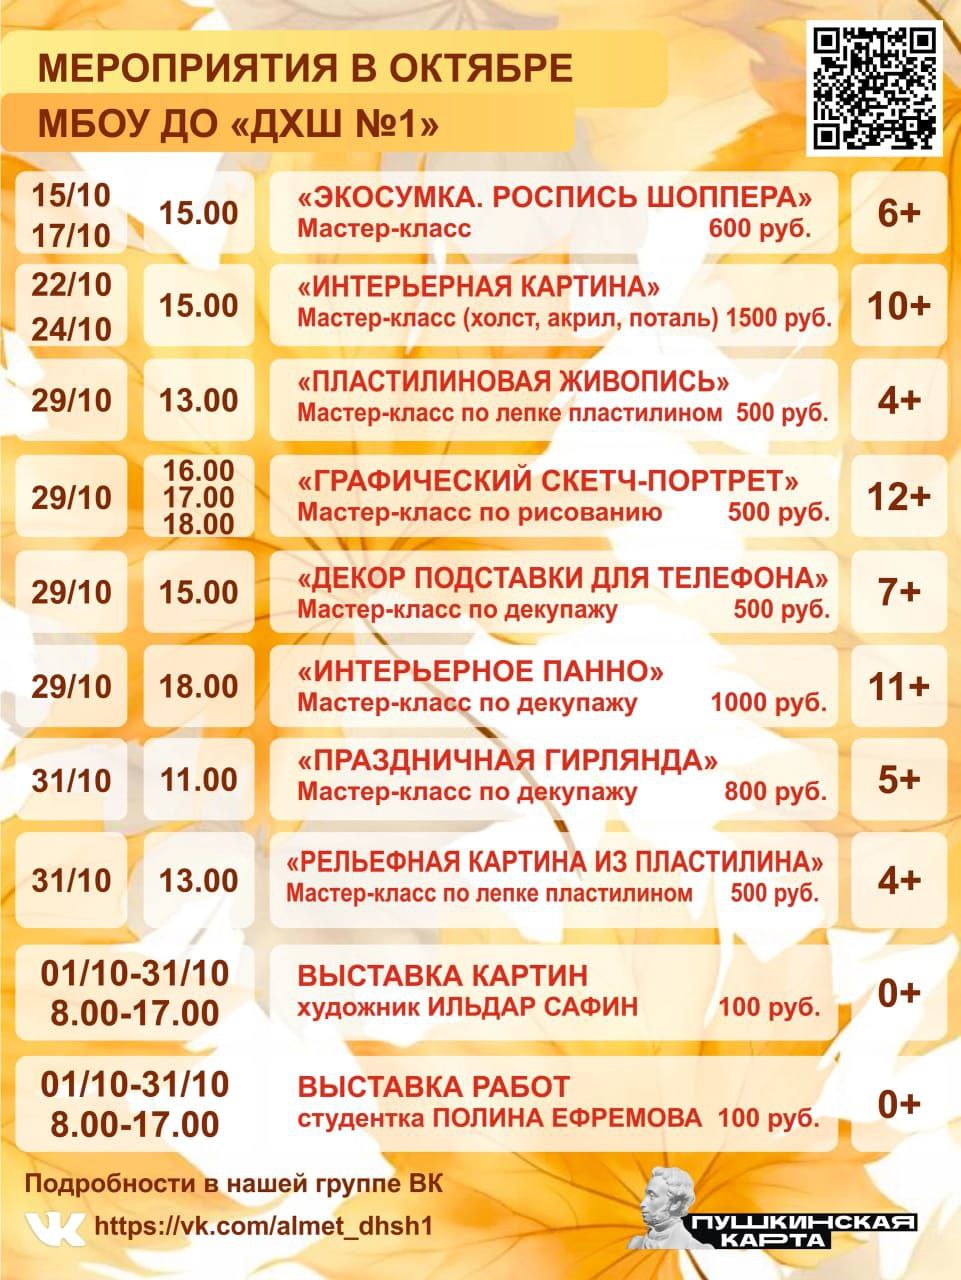 МЕРОПРИЯТИЯ В ОКТЯБРЕ
МБОУ ДО «ДХШ №1»
15/10
17/10
15.00
«ЭКОСУМКА. РОСПИСЬ ШОППЕРА»
Мастер-класс 600 руб.
6+
22/10
24/10
15.00
«ИНТЕРЬЕРНАЯ КАРТИНА»
Мастер-класс (холст, акрил, поталь) 1500 руб.
10+
29/10
13.00
«ПЛАСТИЛИНОВАЯ ЖИВОПИСЬ»
Мастер-класс по лепке пластилином 500 руб.
4+
29/10
16.00
17.00
18.00
«ГРАФИЧЕСКИЙ СКЕТЧ-ПОРТРЕТ»
Мастер-класс по рисованию 500 руб.
12+
29/10
15.00
«ДЕКОР ПОДСТАВКИ ДЛЯ ТЕЛЕФОНА»
Мастер-класс по декупажу 500 руб.
7+
29/10
18.00
«ИНТЕРЬЕРНОЕ ПАННО»
Мастер-класс по декупажу 1000 руб.
11+
31/10
11.00
«ПРАЗДНИЧНАЯ ГИРЛЯНДА»
Мастер-класс по декупажу 800 руб.
5+
31/10
13.00
«РЕЛЬЕФНАЯ КАРТИНА ИЗ ПЛАСТИЛИНА»
Мастер-класс по лепке пластилином 500 руб.
4+
01/10-31/10
8.00-17.00
ВЫСТАВКА КАРТИН
художник ИЛЬДАР САФИН 100 руб.
0+
01/10-31/10
8.00-17.00
ВЫСТАВКА РАБОТ
студентка ПОЛИНА ЕФРЕМОВА 100 руб.
0+
Подробности в нашей группе ВК
https://vk.com/almet_dhsh1
ПУШКИНСКАЯ
КАРТА